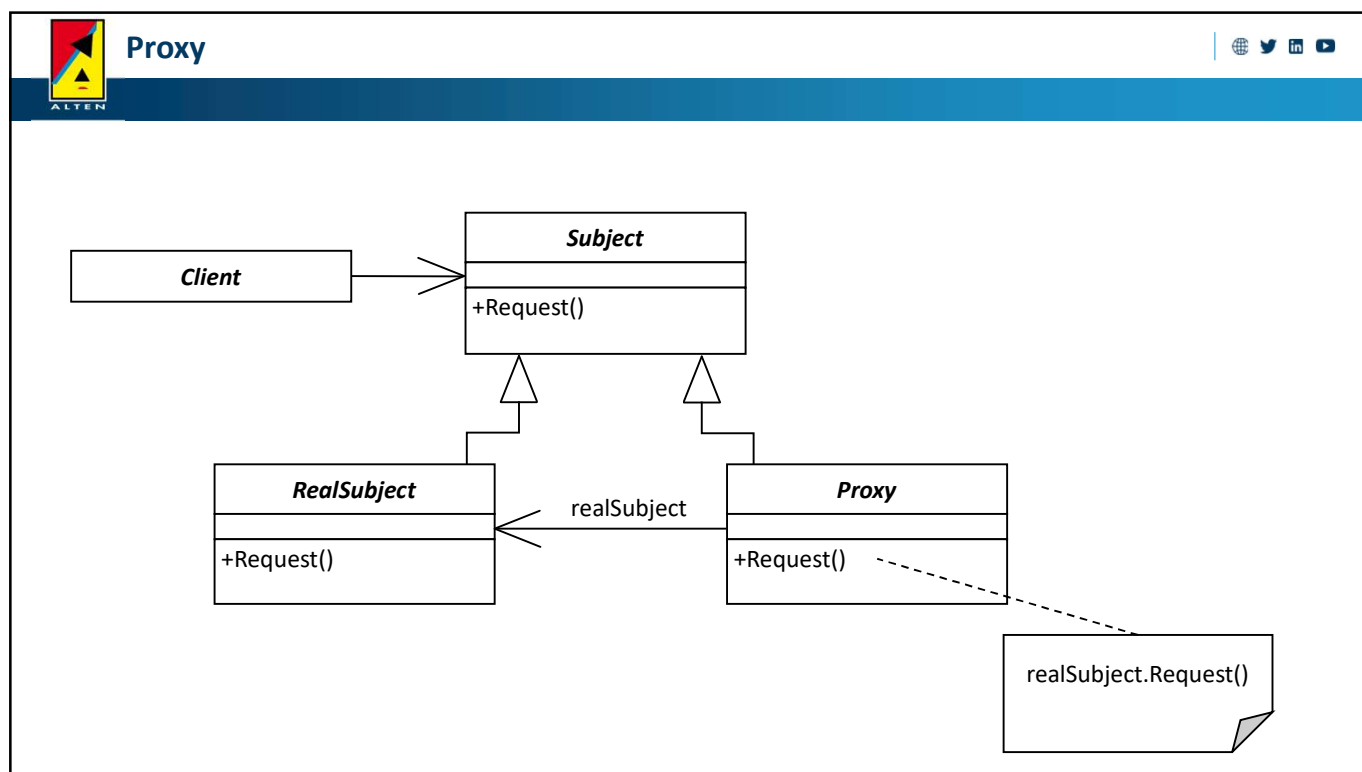 Proxy
ALTEN
Subject
Client
+Request()
RealSubject
realSubject
Proxy
+Request()
+Request()
realSubject.Request()